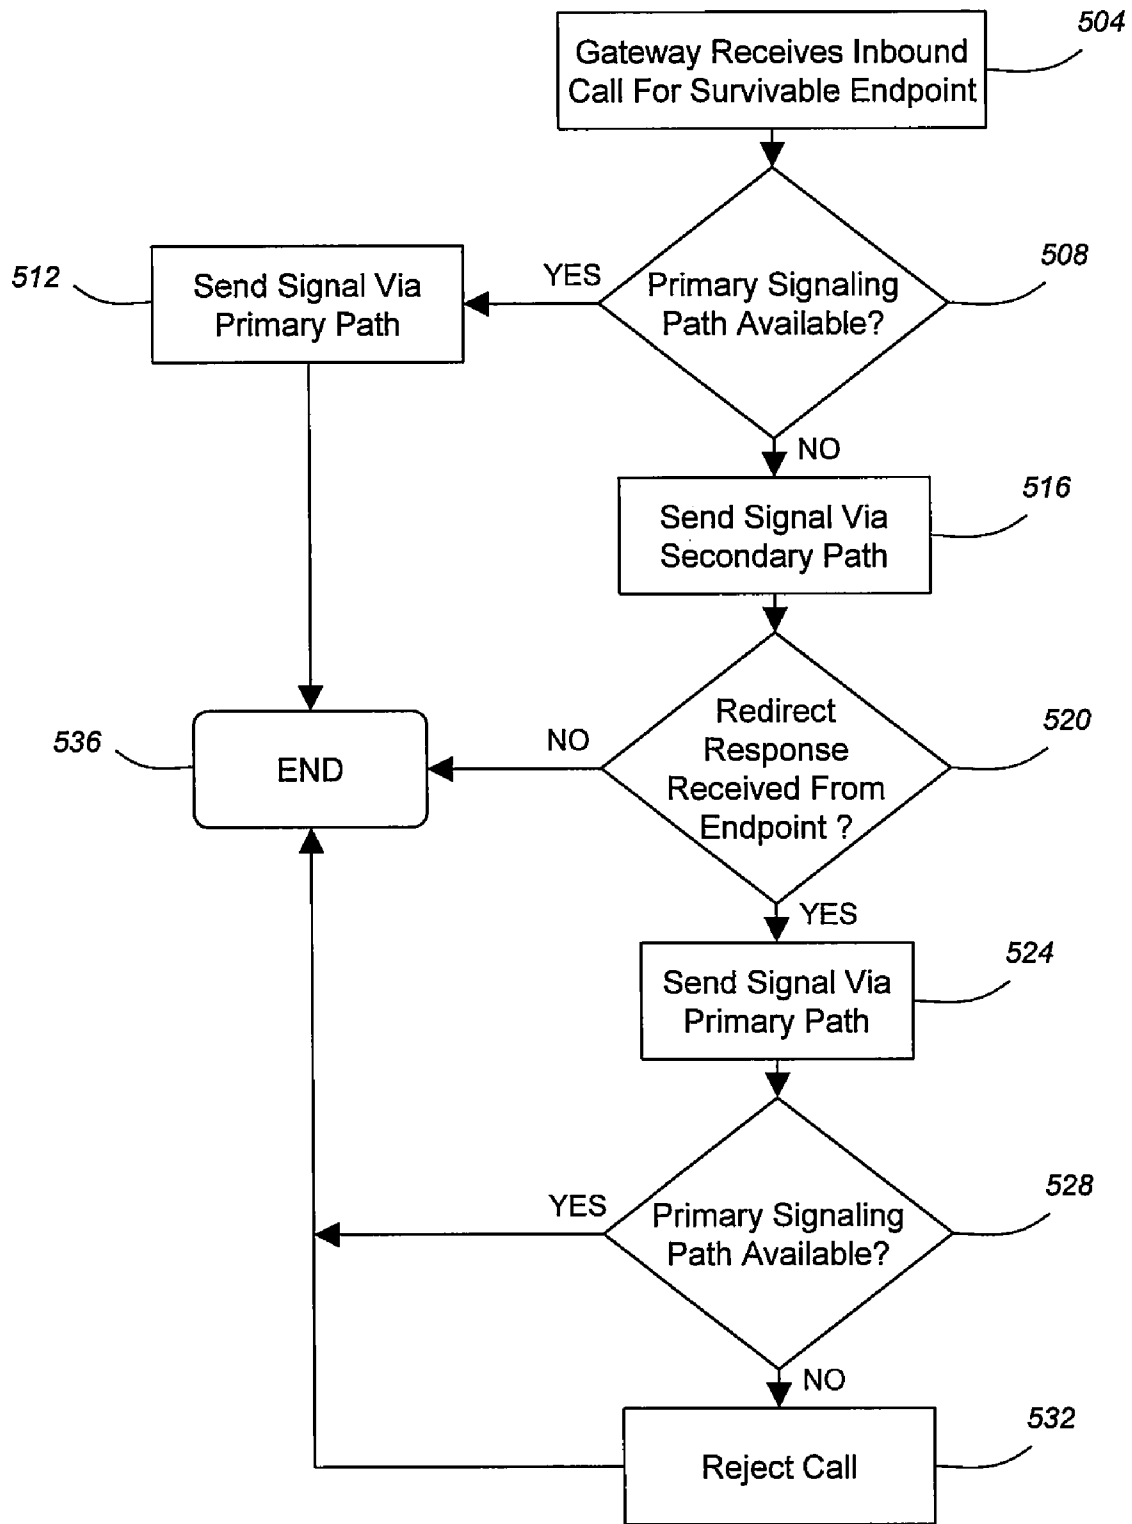 504
Gateway Receives Inbound
Call For Survivable Endpoint
508
Primary Signaling
Path Available?
YES
512
Send Signal Via
Primary Path
NO
516
Send Signal Via
Secondary Path
520
Redirect
Response
Received From
Endpoint ?
NO
536
END
YES
524
Send Signal Via
Primary Path
528
Primary Signaling
Path Available?
YES
NO
532
Reject Call